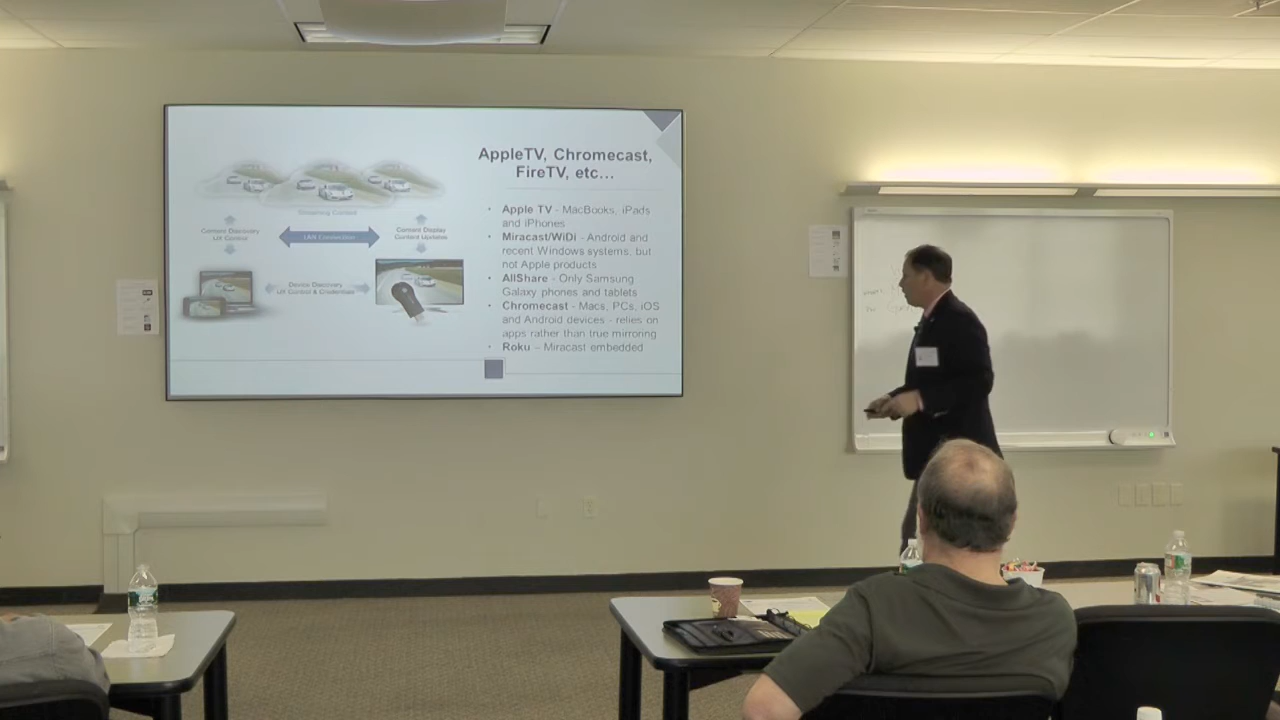 AppleTV, Chromecast,
FireTV, etc...
Streaming Content
Content Discovery
UX Control
LAN Connection
Content Display
Content Updates
Device Discovery
UX Control & Credentials
• Apple TV - MacBooks, iPads
and iPhones
• Miracast/WiDi - Android and
recent Windows systems, but
not Apple products
• AllShare - Only Samsung
Galaxy phones and tablets
• Chromecast - Macs, PCs, iOS
and Android devices - relies on
apps rather than true mirroring
• Roku – Miracast embedded